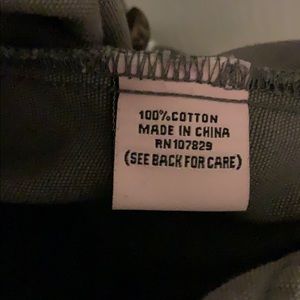 100%COTTON
MADE IN CHINA
RN107829
(SEE BACK FOR CARE)